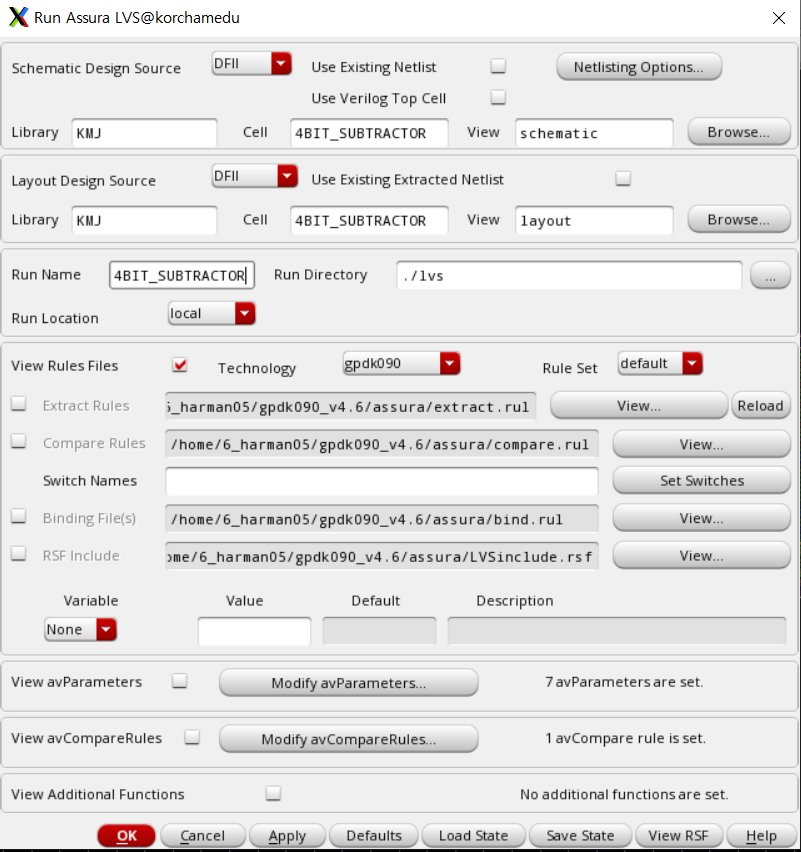 Run Assura LVS@korchamedu
Schematic Design Source DFII Use Existing Netlist Netlisting Options...
Use Verilog Top Cell
Library KMJ Cell 4BIT_SUBTRACTOR View schematic Browse...
Layout Design Source DFII Use Existing Extracted Netlist
Library KMJ Cell 4BIT_SUBTRACTOR View layout Browse...
Run Name 4BIT_SUBTRACTOR Run Directory ./lvs ...
Run Location local
View Rules Files Technology gpdk090 Rule Set default
Extract Rules 6_harman05/gpdk090_v4.6/assura/extract.rul View... Reload
Compare Rules /home/6_harman05/gpdk090_v4.6/assura/compare.rul View...
Switch Names Set Switches
Binding File(s) /home/6_harman05/gpdk090_v4.6/assura/bind.rul View...
RSF Include ome/6_harman05/gpdk090_v4.6/assura/LVSinclude.rsf View...
Variable Value Default Description
None
View avParameters Modify avParameters... 7 avParameters are set.
View avCompareRules Modify avCompareRules... 1 avCompare rule is set.
View Additional Functions No additional functions are set.
OK Cancel Apply Defaults Load State Save State View RSF Help